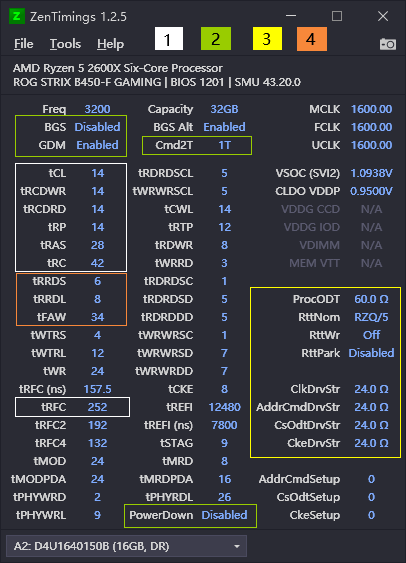 ZenTimings 1.2.5
File Tools Help 1 2 3 4
AMD Ryzen 5 2600X Six-Core Processor
ROG STRIX B450-F GAMING | BIOS 1201 | SMU 43.20.0
Freq 3200 Capacity 32GB MCLK 1600.00
BGS Disabled BGS Alt Enabled FCLK 1600.00
GDM Enabled Cmd2T 1T UCLK 1600.00
tCL 14 tRDRDSCL 5 VSOC (SVI2) 1.0938V
tRCDWR 14 tWRWRSCL 5 CLDO VDDP 0.9500V
tRCDRD 14 tCWL 14 VDDG CCD N/A
tRP 14 tRTP 12 VDDG IOD N/A
tRAS 28 tRDWR 8 VDIMM N/A
tRC 42 tWRRD 3 MEM VTT N/A
tRRDS 6 tRDRDSC 1
tRRDL 8 tRDRDSD 5 ProcODT 60.0 Ω
tFAW 34 tRDRDDD 5 RttNom RZQ/5
tWTRS 4 tWRWRSC 1 RttWr Off
tWTRL 12 tWRWRSD 7 RttPark Disabled
tWR 24 tWRWRDD 7
tRFC (ns) 157.5 tCKE 8 ClkDrvStr 24.0 Ω
tRFC 252 tREFI 12480 AddrCmdDrvStr 24.0 Ω
tRFC2 192 tREFI (ns) 7800 CsOdtDrvStr 24.0 Ω
tRFC4 132 tSTAG 9 CkeDrvStr 24.0 Ω
tMOD 24 tMRD 8
tMODPDA 24 tMRDPDA 16 AddrCmdSetup 0
tPHYWRD 2 tPHYRDL 26 CsOdtSetup 0
tPHYWRL 9 PowerDown Disabled CkeSetup 0
A2: D4U1640150B (16GB, DR)